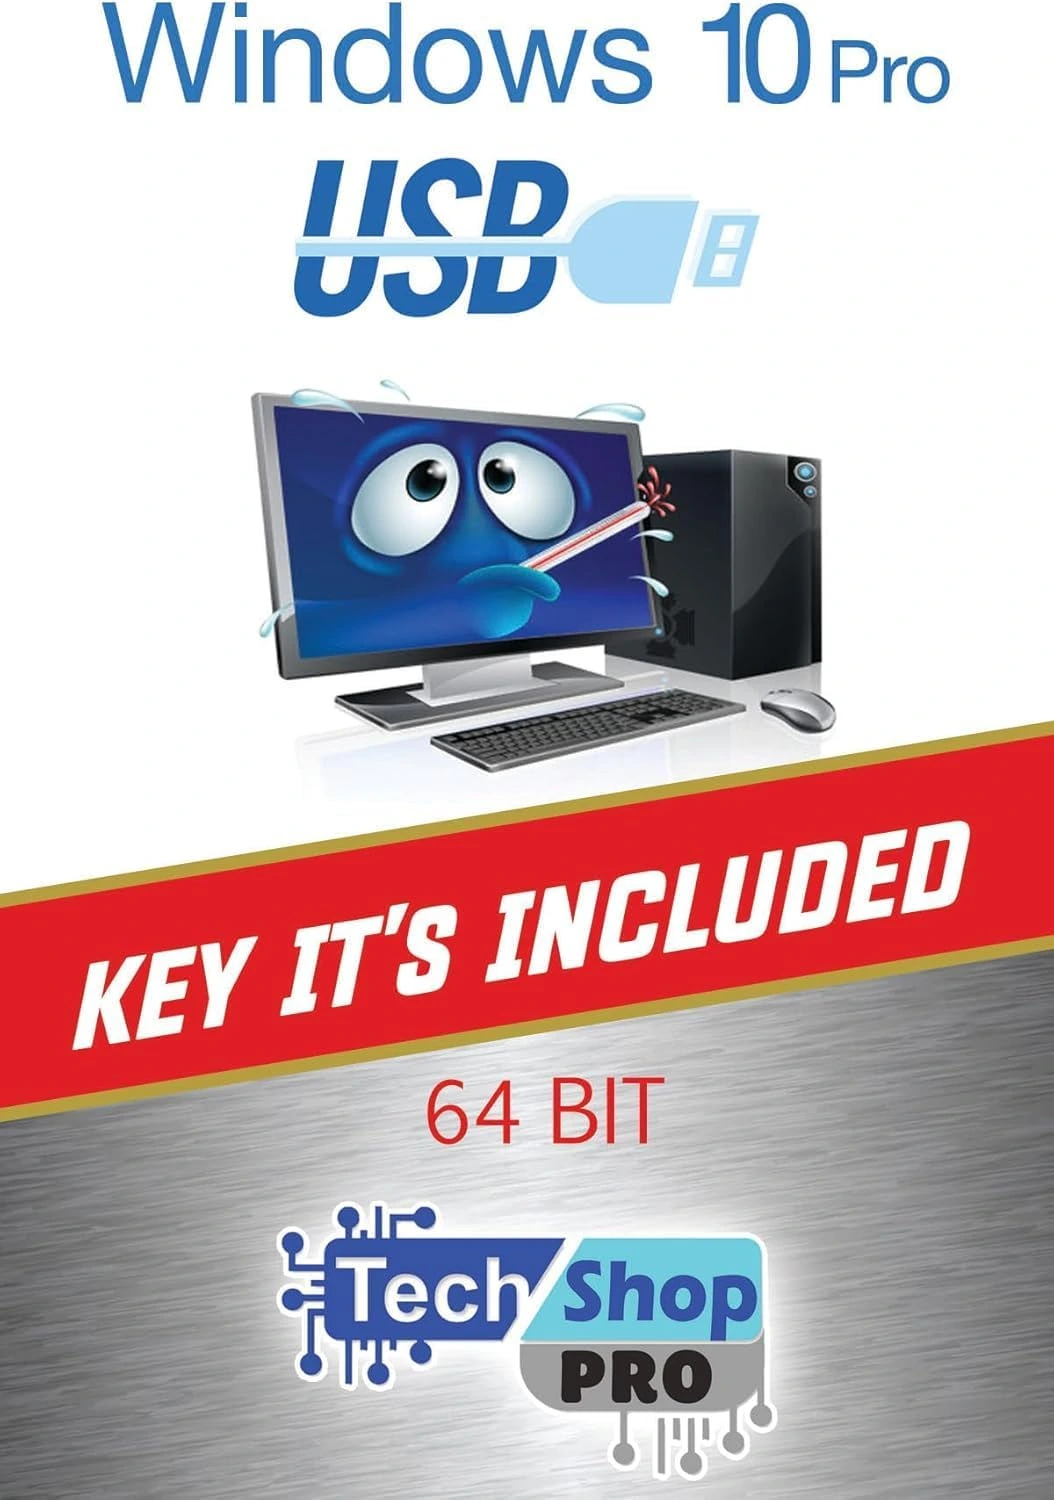 Windows 10 Pro
USB
KEY IT'S INCLUDED
64 BIT
Tech Shop
PRO